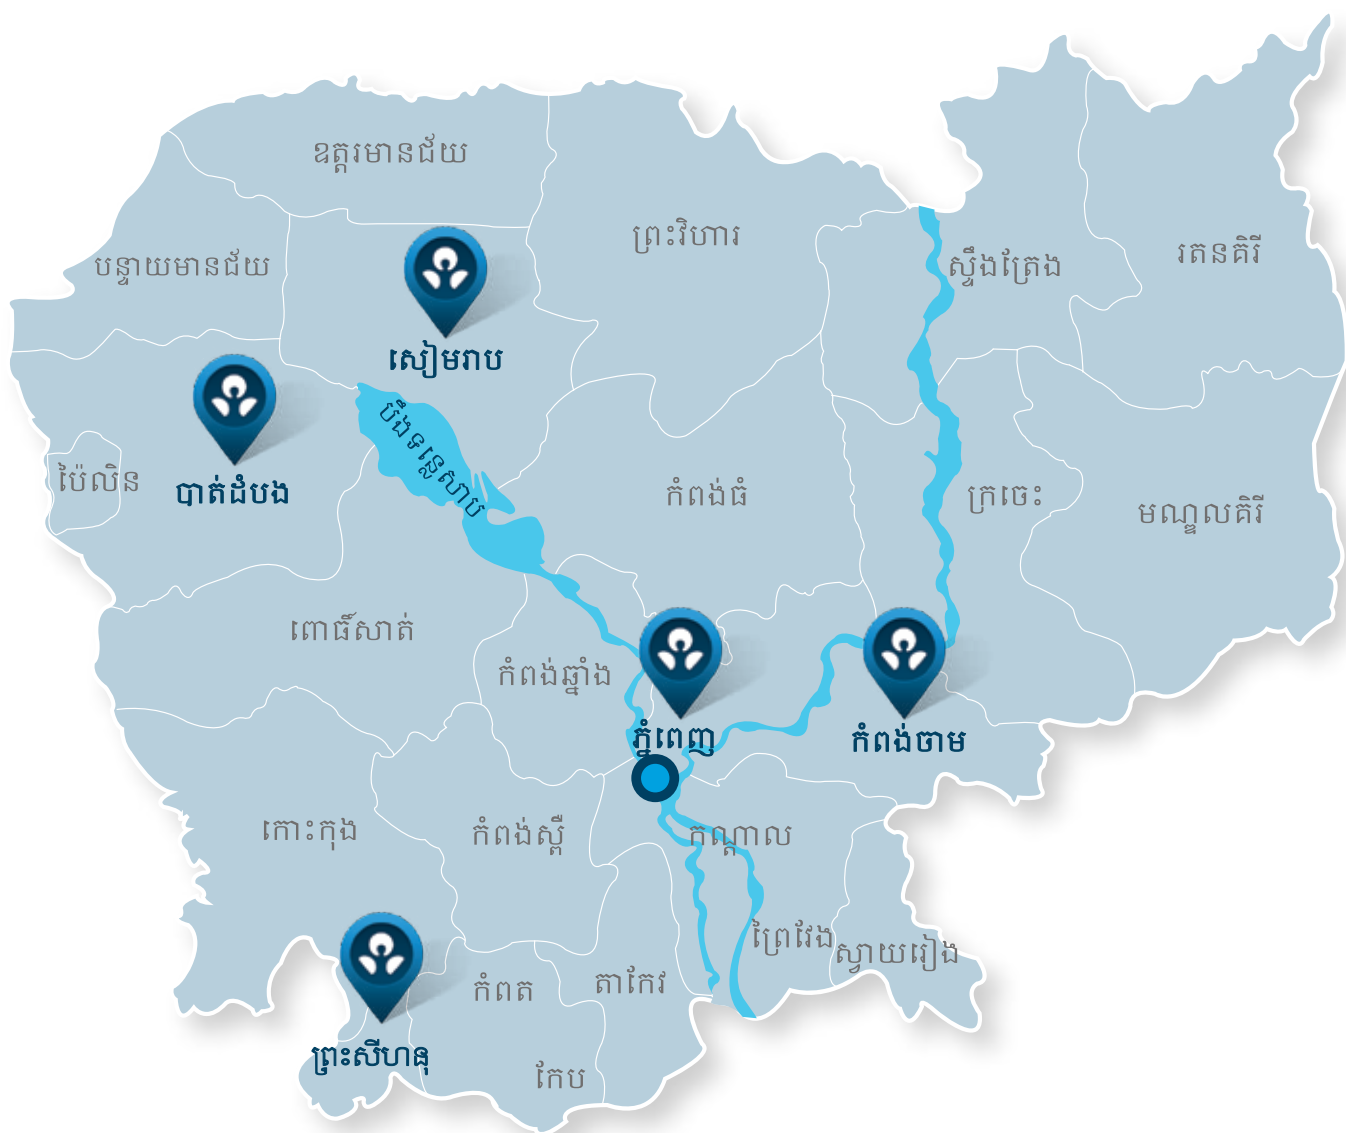 ឧត្តរមានជ័យ
ព្រះវិហារ
រតនគិរី
ស្ទឹងត្រែង
បន្ទាយមានជ័យ
សៀមរាប
បឹងទន្លេសាប
ប៉ៃលិន
បាត់ដំបង
កំពង់ធំ
ក្រចេះ
មណ្ឌលគិរី
ពោធិ៍សាត់
កំពង់ឆ្នាំង
ភ្នំពេញ
កំពង់ចាម
កោះកុង
កំពង់ស្ពឺ
កណ្តាល
ព្រៃវែង
ស្វាយរៀង
តាកែវ
កំពត
ព្រះសីហនុ
កែប